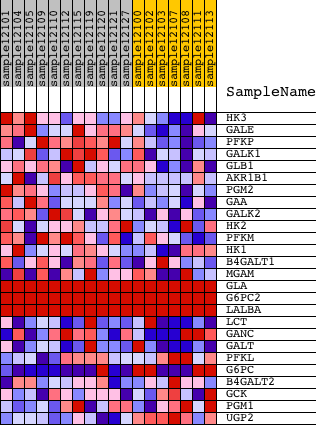 sample12101
sample12104
sample12105
sample12109
sample12110
sample12112
sample12115
sample12119
sample12120
sample12121
sample12127
sample12100
sample12102
sample12103
sample12107
sample12108
sample12111
sample12113
SampleName
HK3
GALE
PFKP
GALK1
GLB1
AKR1B1
PGM2
GAA
GALK2
HK2
PFKM
HK1
B4GALT1
MGAM
GLA
G6PC2
LALBA
LCT
GANC
GALT
PFKL
G6PC
B4GALT2
GCK
PGM1
UGP2